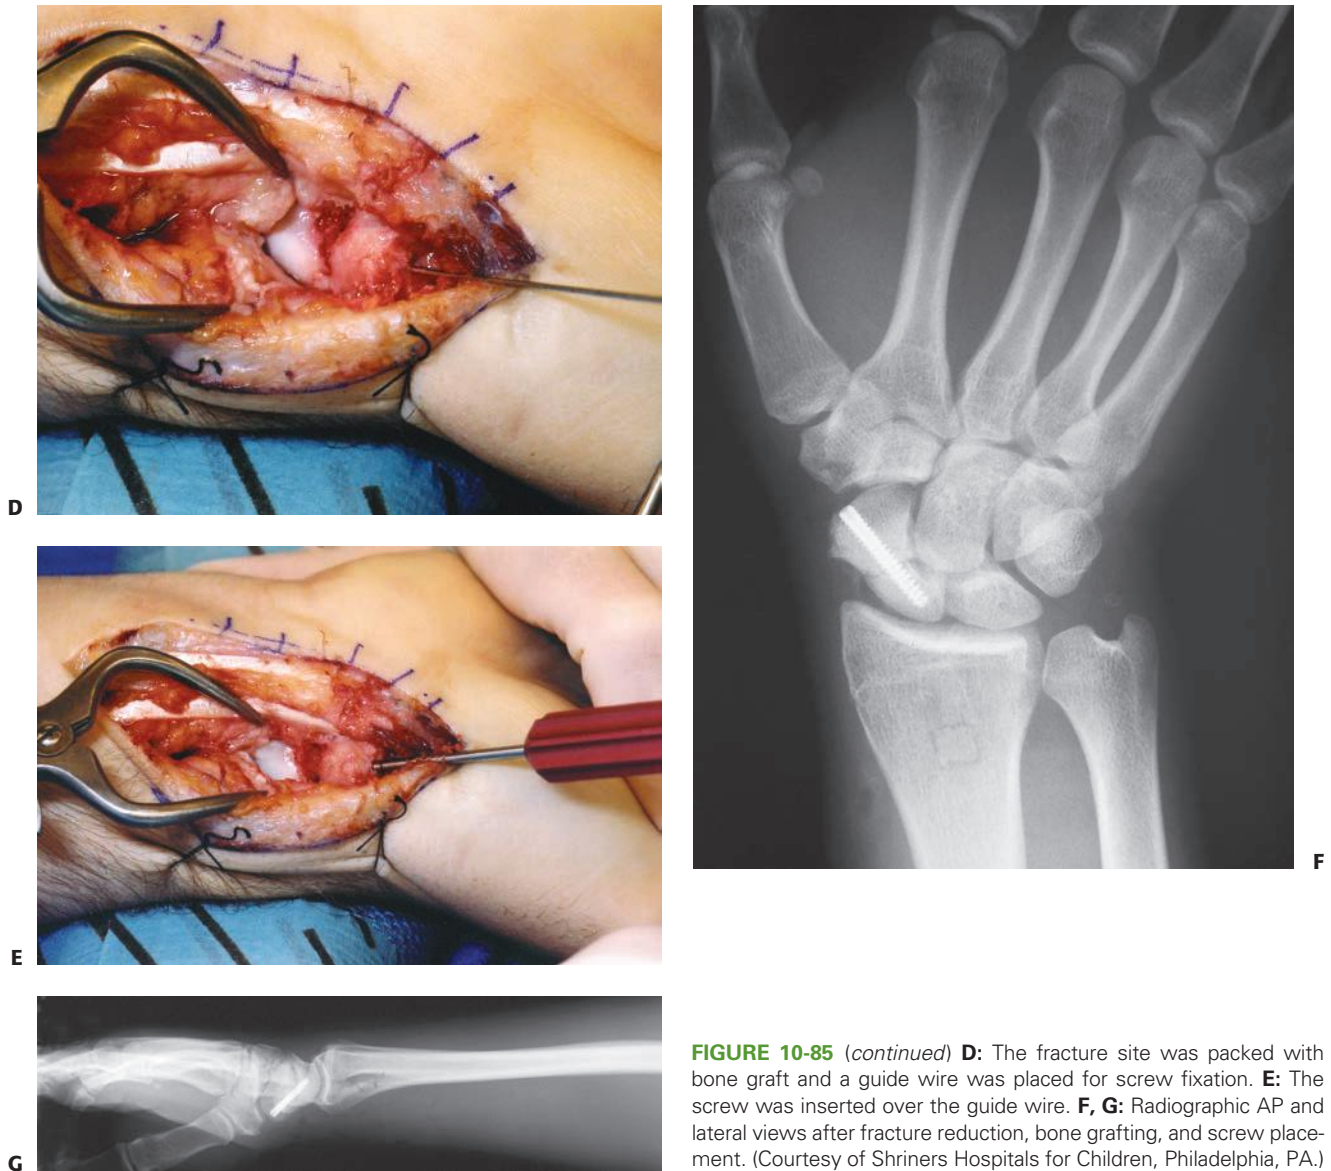 D
E
F
G
FIGURE 10-85 (continued) D: The fracture site was packed with
bone graft and a guide wire was placed for screw fixation. E: The
screw was inserted over the guide wire. F, G: Radiographic AP and
lateral views after fracture reduction, bone grafting, and screw place-
ment. (Courtesy of Shriners Hospitals for Children, Philadelphia, PA.)